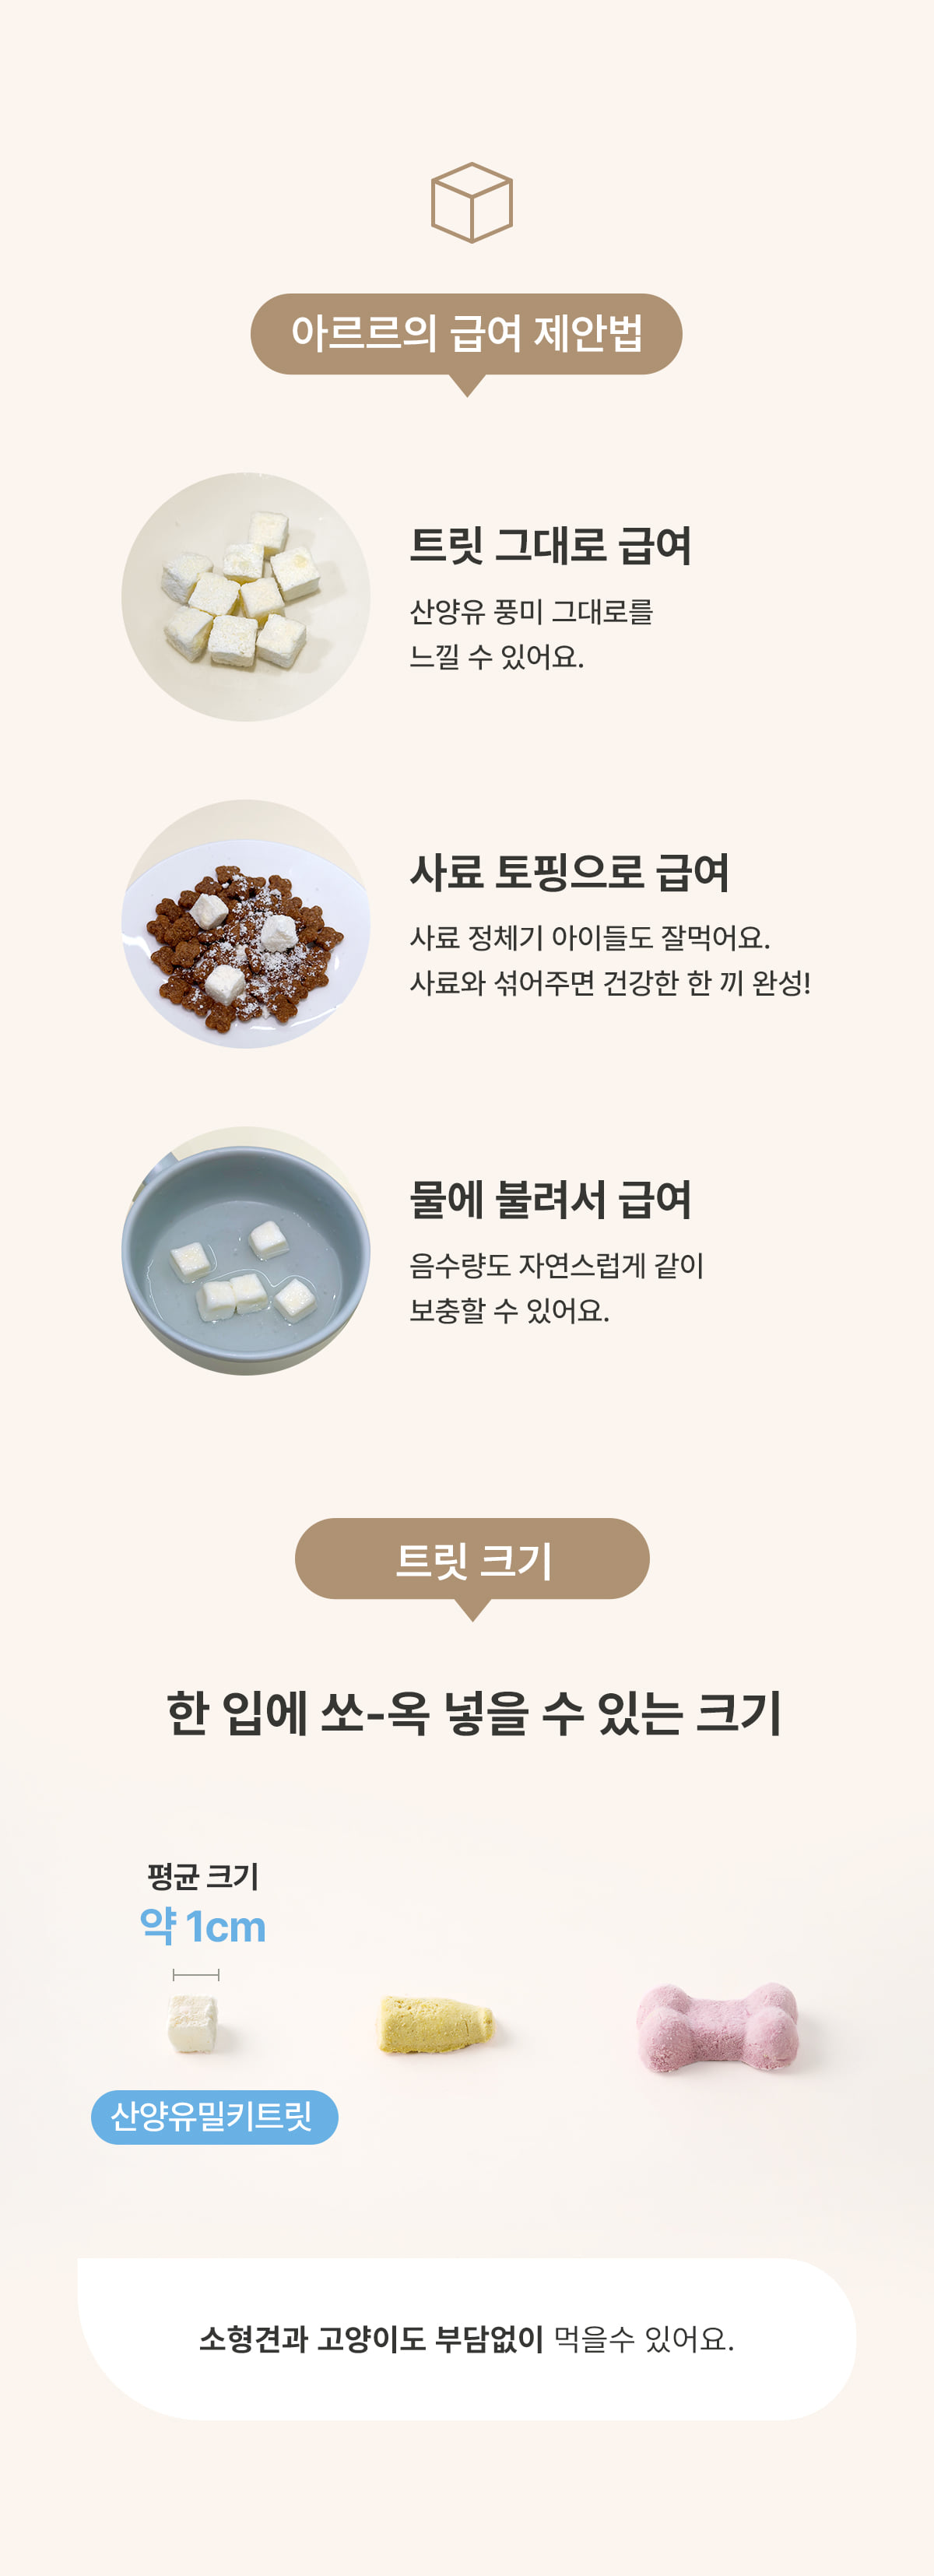 아르르의 급여 제안법
트릿 그대로 급여
산양유 풍미 그대로를
느낄 수 있어요.
사료 토핑으로 급여
사료 정체기 아이들도 잘먹어요.
사료와 섞어주면 건강한 한 끼 완성!
물에 불려서 급여
음수량도 자연스럽게 같이
보충할 수 있어요.
트릿 크기
한 입에 쏘-옥 넣을 수 있는 크기
평균 크기
약 1cm
산양유밀키트릿
소형견과 고양이도 부담없이 먹을수 있어요.